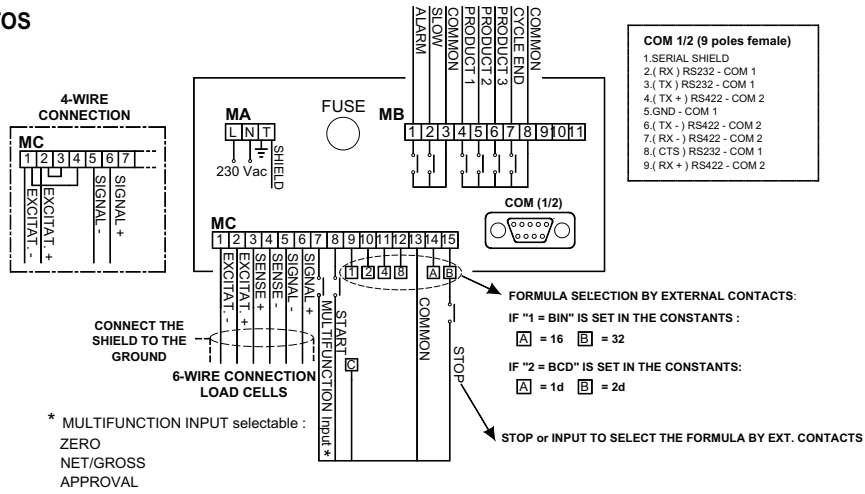 TOS
ALARM
SLOW
COMMON
PRODUCT 1
PRODUCT 2
PRODUCT 3
CYCLE END
COMMON
COM 1/2 (9 poles female)
1.SERIAL SHIELD
2.( RX ) RS232 - COM 1
3.( TX ) RS232 - COM 1
4.( TX + ) RS422 - COM 2
5.GND - COM 1
6.( TX - ) RS422 - COM 2
7.( RX - ) RS422 - COM 2
8.( CTS ) RS232 - COM 1
9.( RX + ) RS422 - COM 2
4-WIRE
CONNECTION
MC
1 2 3 4 5 6 7
EXCITAT. -
EXCITAT. +
SIGNAL -
SIGNAL +
MA
L N T
230 Vac
SHIELD
FUSE
MB
1 2 3 4 5 6 7 8 9 10 11
COM (1/2)
MC
1 2 3 4 5 6 7 8 9 10 11 12 13 14 15
1 2 4 8 A B
EXCITAT. -
EXCITAT. +
SENSE +
SENSE -
SIGNAL -
SIGNAL +
MULTIFUNCTION Input *
START
C
COMMON
STOP
CONNECT THE
SHIELD TO THE
GROUND
6-WIRE CONNECTION
LOAD CELLS
FORMULA SELECTION BY EXTERNAL CONTACTS:
IF "1 = BIN" IS SET IN THE CONSTANTS :
A = 16 B = 32
IF "2 = BCD" IS SET IN THE CONSTANTS:
A = 1d B = 2d
STOP or INPUT TO SELECT THE FORMULA BY EXT. CONTACTS
* MULTIFUNCTION INPUT selectable :
ZERO
NET/GROSS
APPROVAL